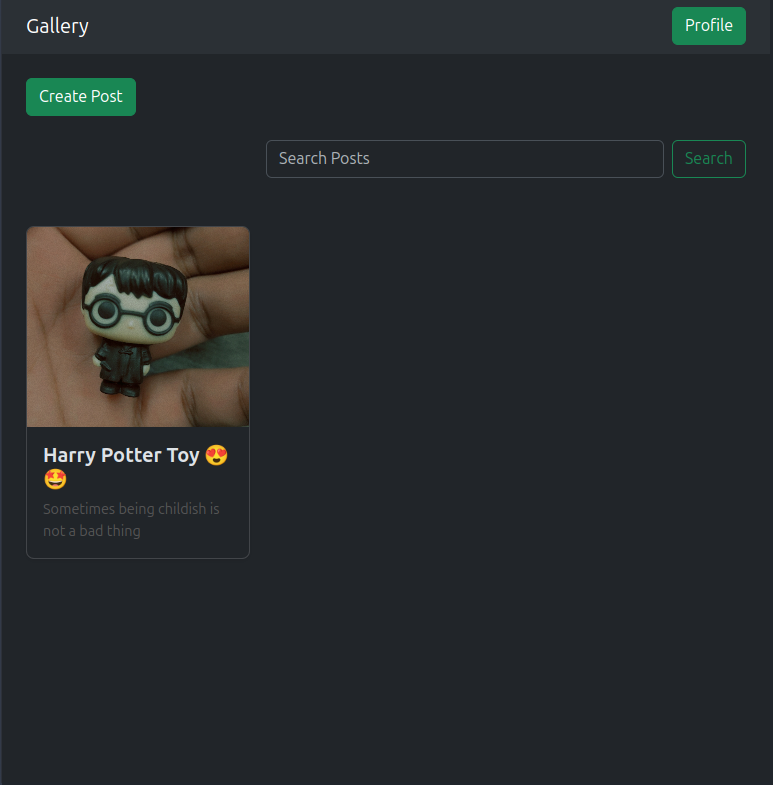 Gallery
Profile
Create Post
Search Posts
Search
Harry Potter Toy 😍
🤩
Sometimes being childish is
not a bad thing